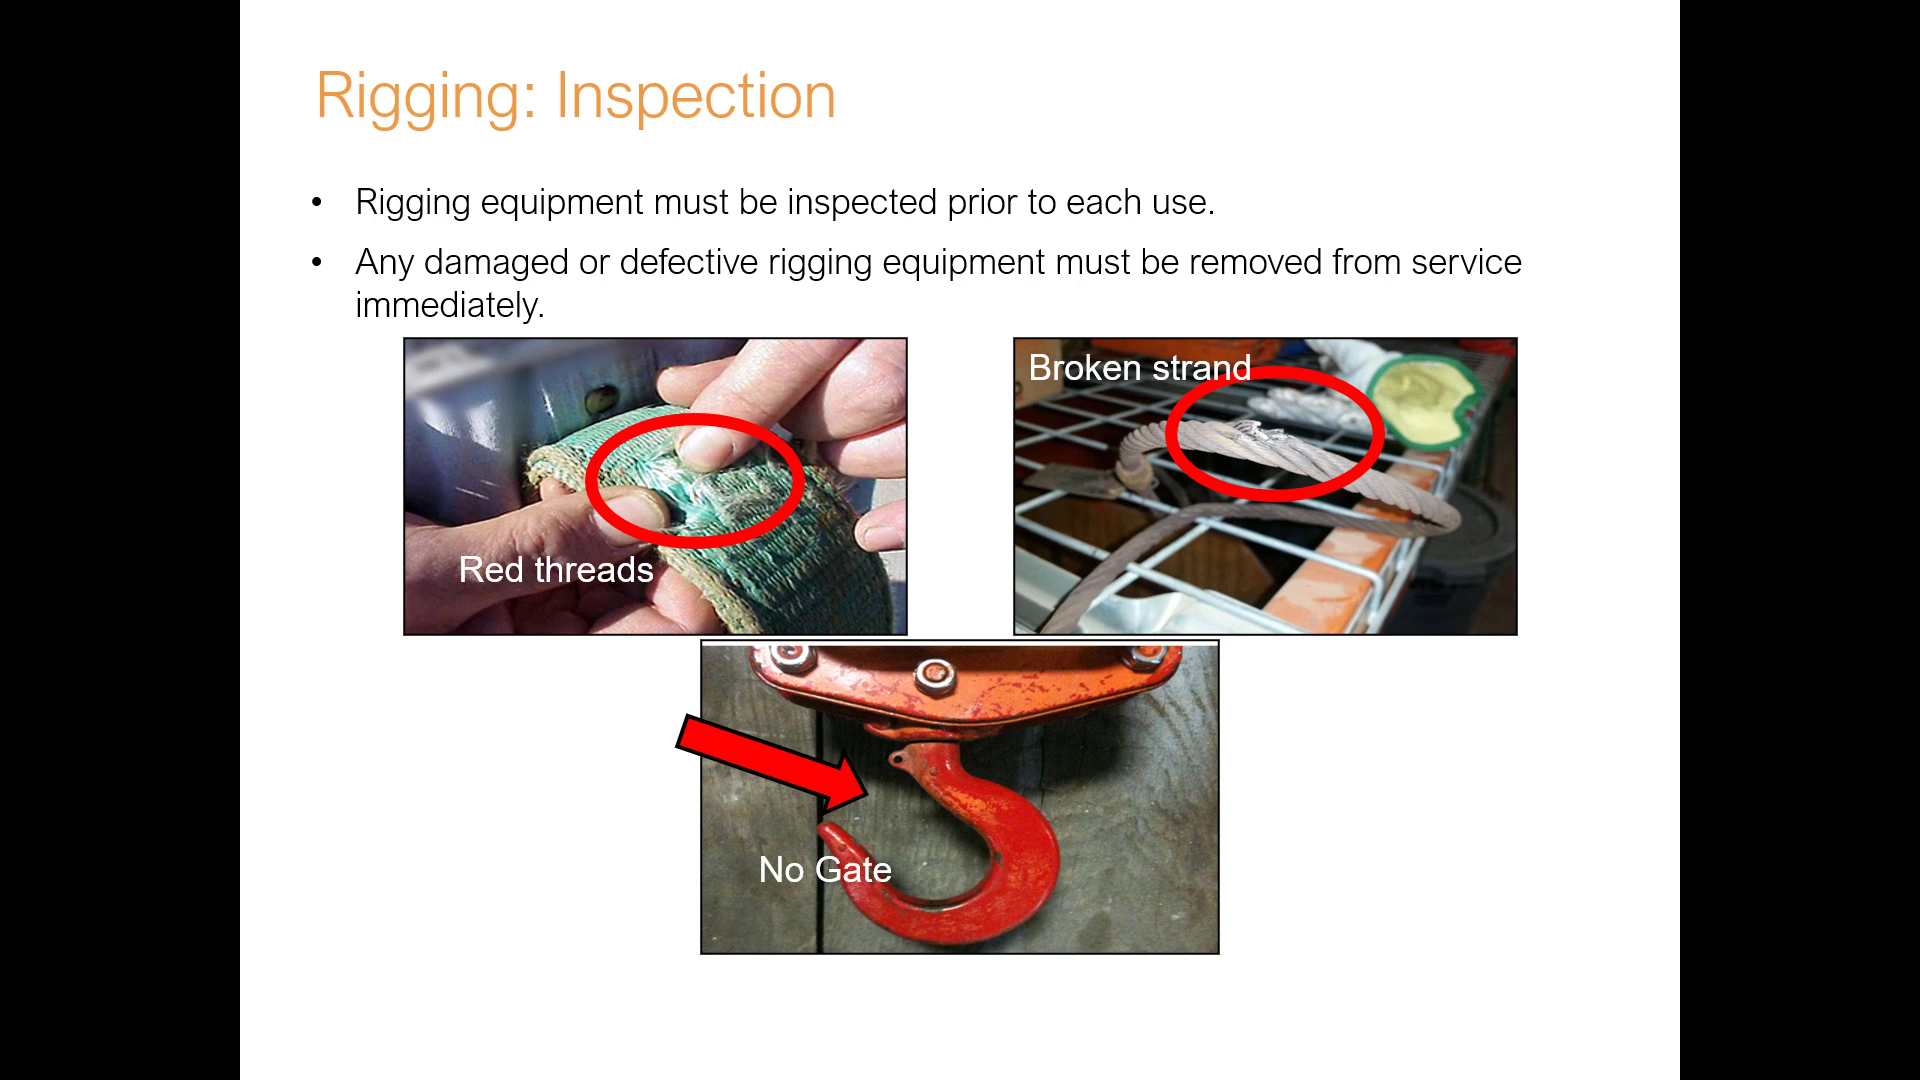 Rigging: Inspection
• Rigging equipment must be inspected prior to each use.
• Any damaged or defective rigging equipment must be removed from service
immediately.
Red threads
Broken strand
No Gate